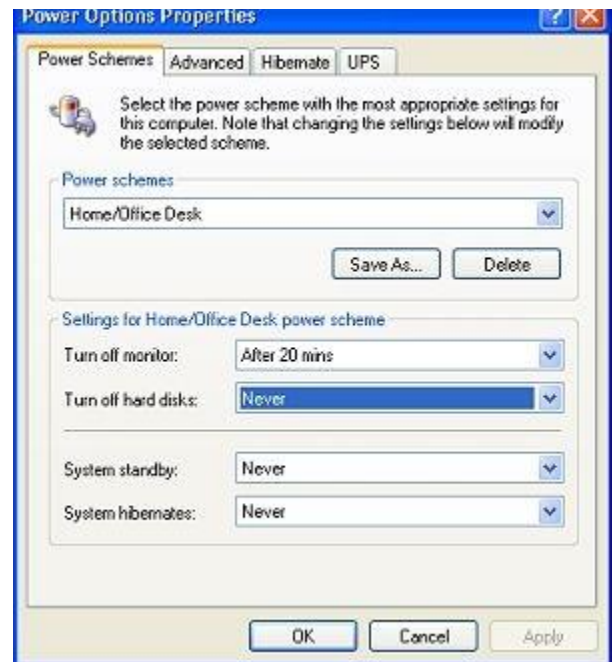 Power Options Properties
Power Schemes Advanced Hibernate UPS
Select the power scheme with the most appropriate settings for
this computer. Note that changing the settings below will modify
the selected scheme.
Power schemes
Home/Office Desk
Save As... Delete
Settings for Home/Office Desk power scheme
Turn off monitor: After 20 mins
Turn off hard disks: Never
System standby: Never
System hibernates: Never
OK Cancel Apply